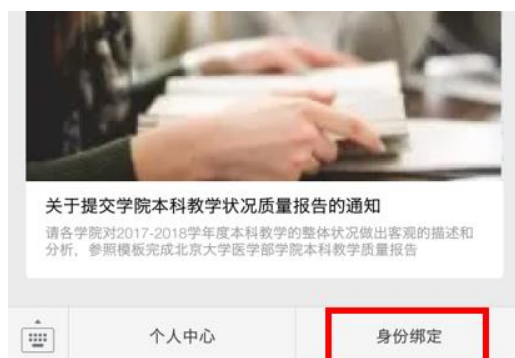 关于提交学院本科教学状况质量报告的通知
请各学院对2017-2018学年度本科教学的整体状况做出客观的描述和
分析，参照模板完成北京大学医学部学院本科教学质量报告
个人中心
身份绑定